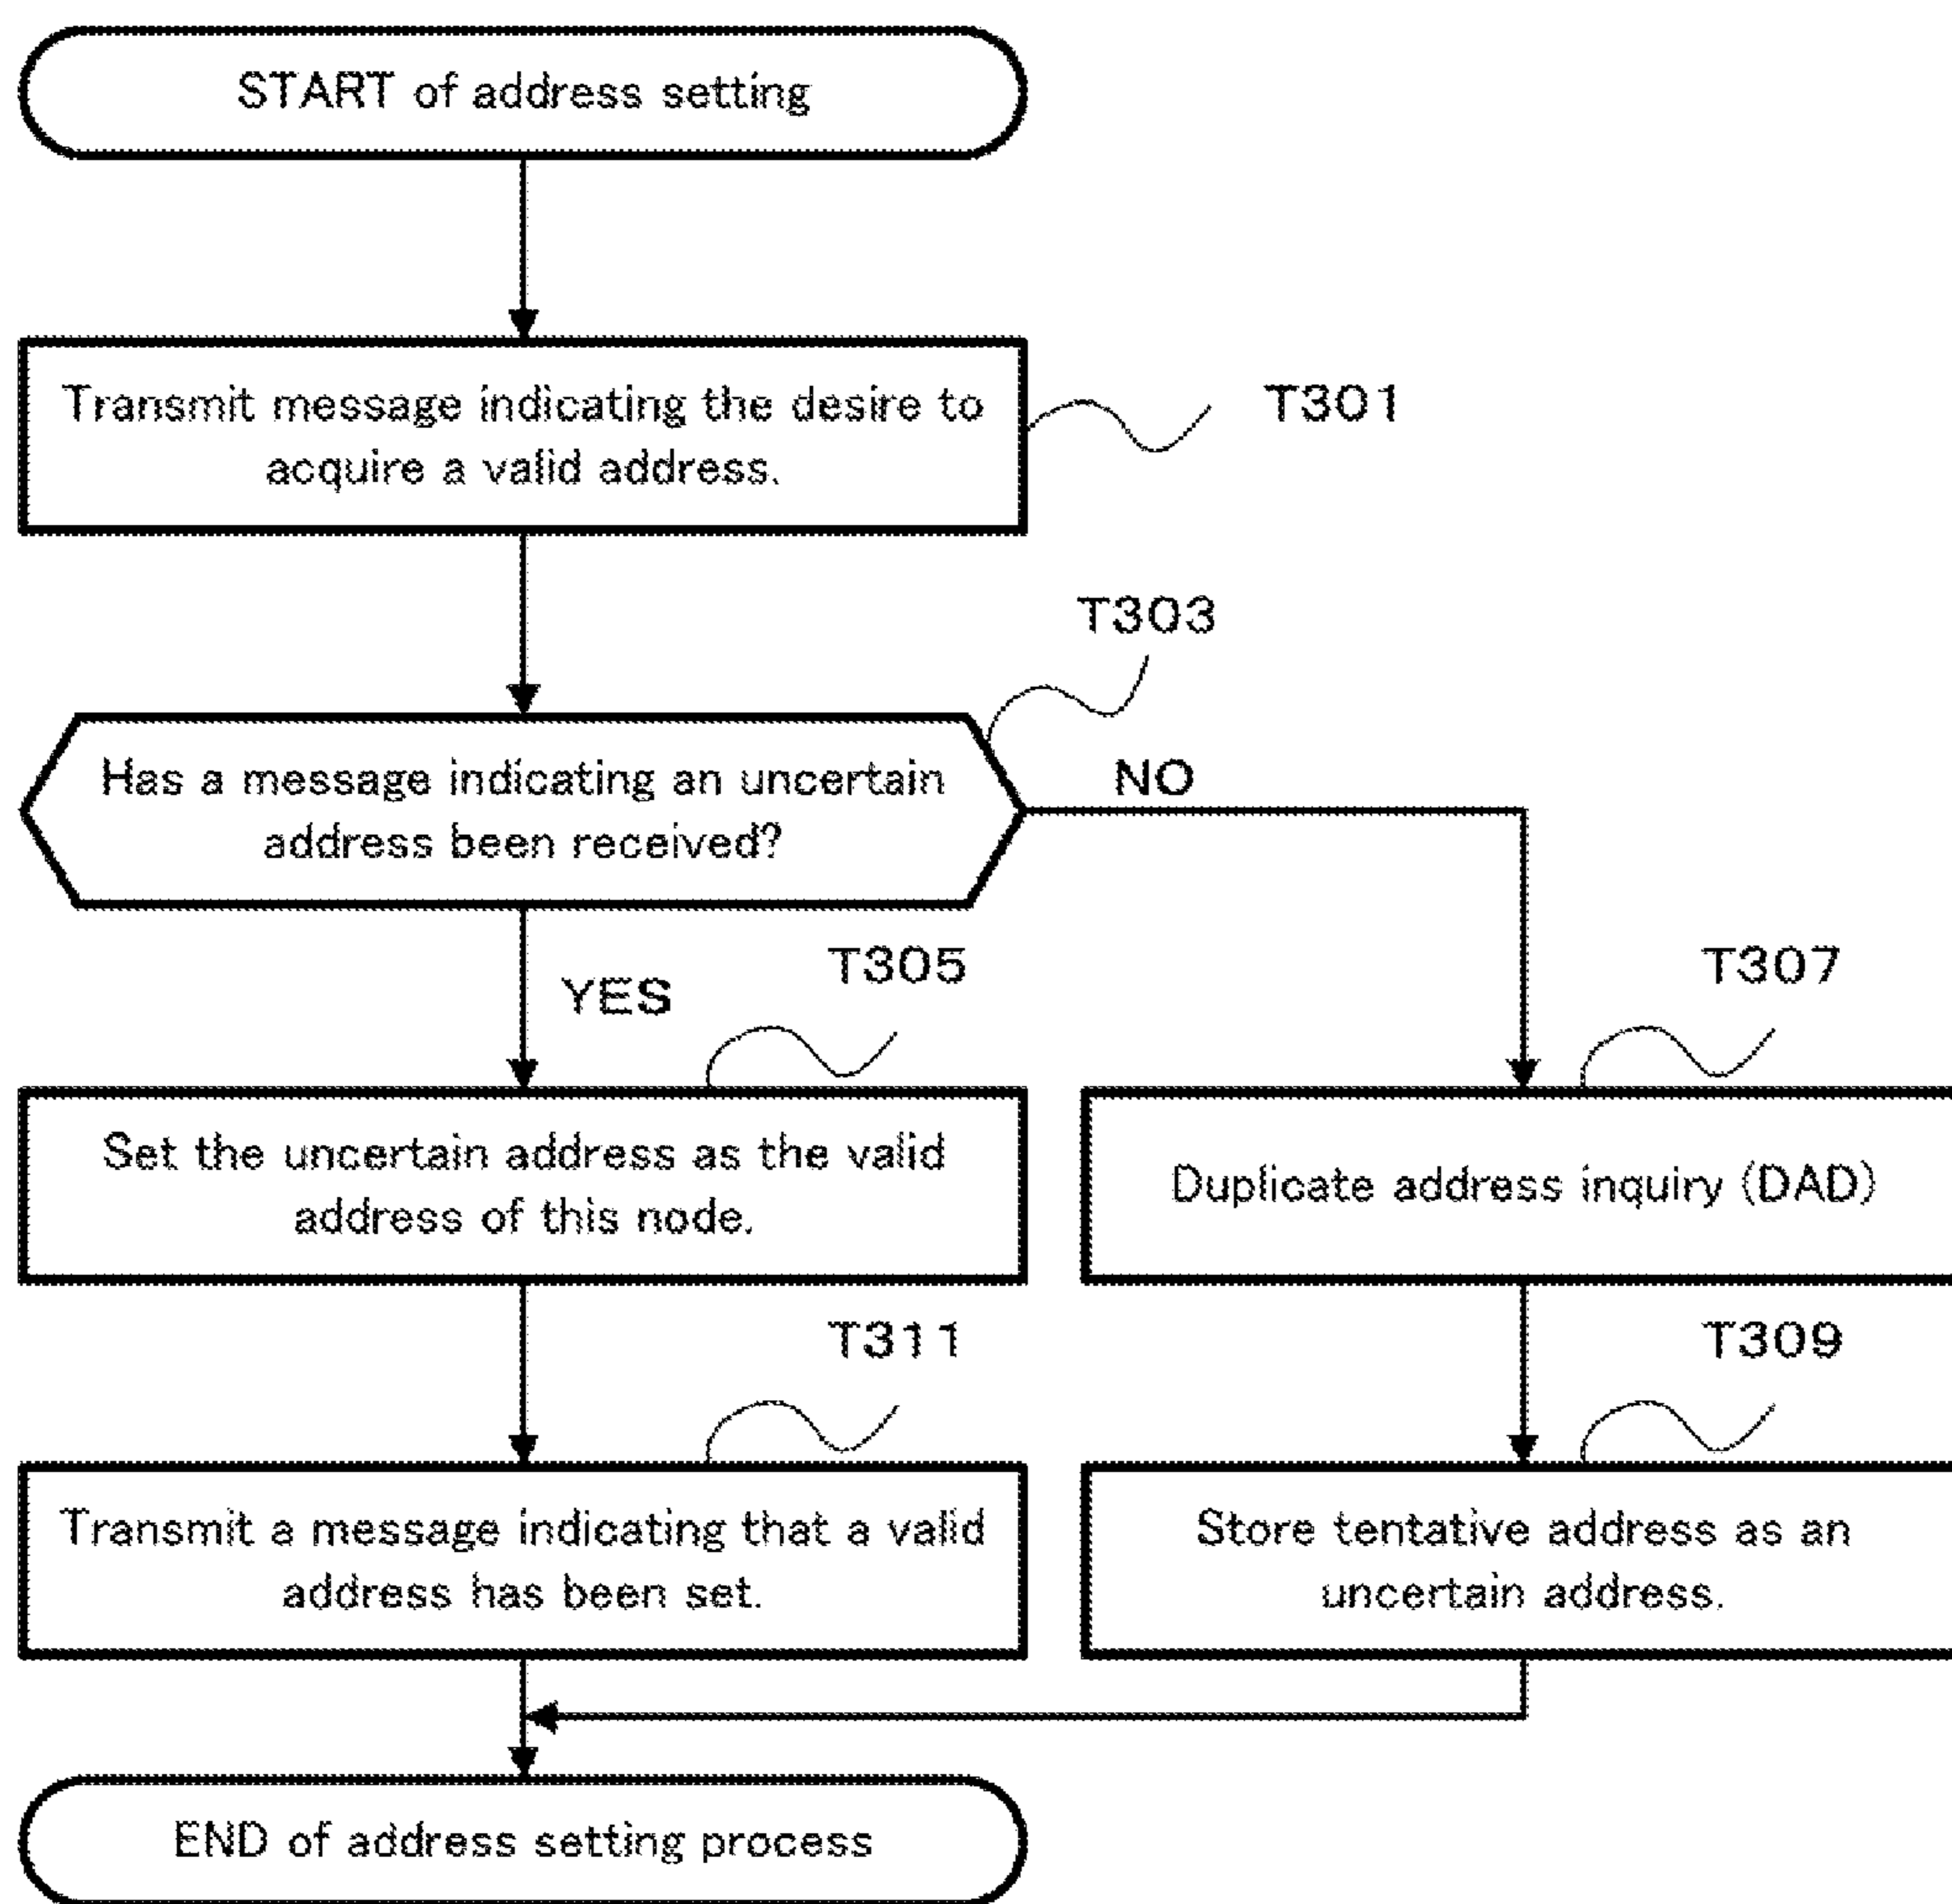 START of address setting
Transmit message indicating the desire to
acquire a valid address.
T301
T303
Has a message indicating an uncertain
address been received?
NO
YES
T305
T307
Set the uncertain address as the valid
address of this node.
Duplicate address inquiry (DAD)
T311
T309
Transmit a message indicating that a valid
address has been set.
Store tentative address as an
uncertain address.
END of address setting process